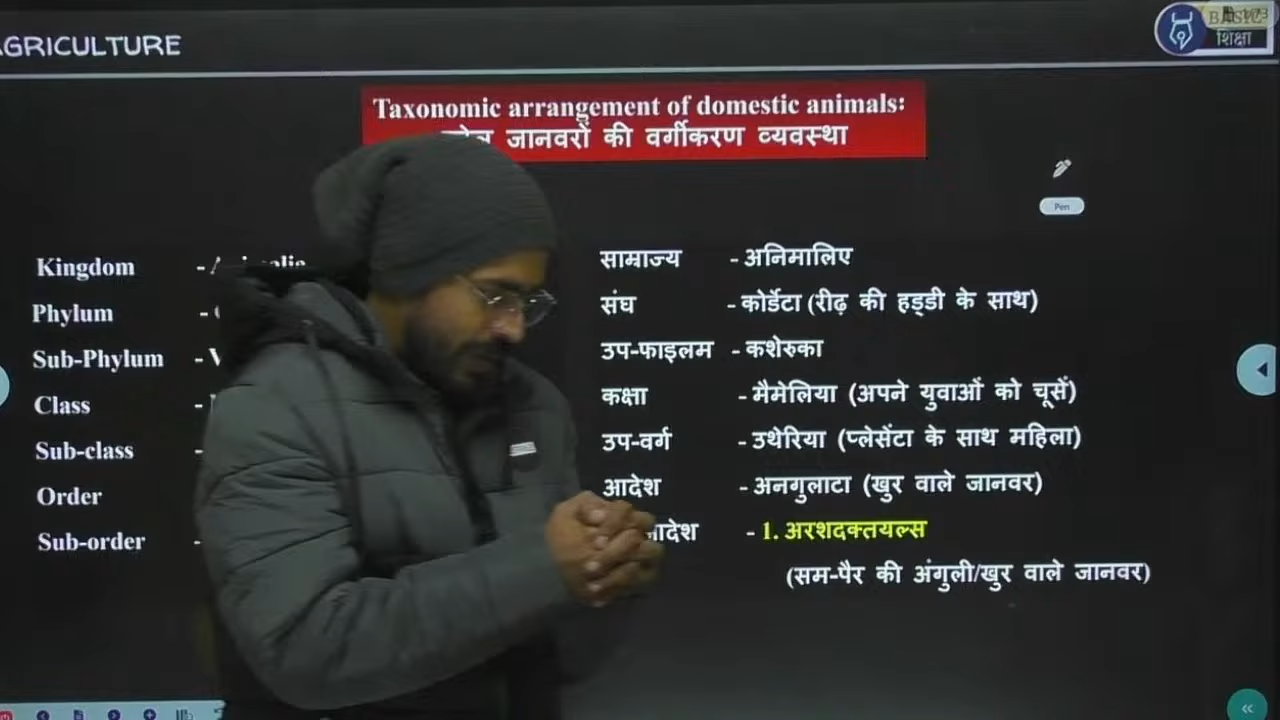 AGRICULTURE
BASIC
शिक्षा
Taxonomic arrangement of domestic animals:
जानवरों की वर्गीकरण व्यवस्था
Pen
Kingdom -
साम्राज्य - अनिमालिए
Phylum -
संघ - कोर्डेटा (रीढ़ की हड्डी के साथ)
Sub-Phylum - V
उप-फाइलम - कशेरुका
Class -
कक्षा - मैमेलिया (अपने युवाओं को चूसें)
Sub-class -
उप-वर्ग - उथेरिया (प्लेसेंटा के साथ महिला)
Order
आदेश - अनगुलाटा (खुर वाले जानवर)
Sub-order -
- 1. अरशदक्तयल्स
(सम-पैर की अंगुली/खुर वाले जानवर)